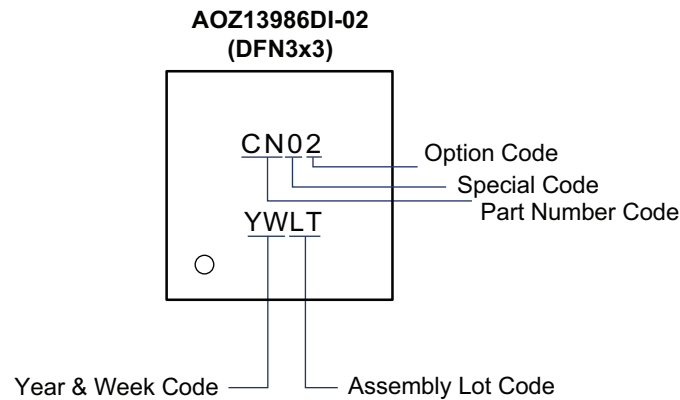 AOZ13986DI-02
(DFN3x3)
CN02
Option Code
Special Code
Part Number Code
YWLT
Year & Week Code
Assembly Lot Code